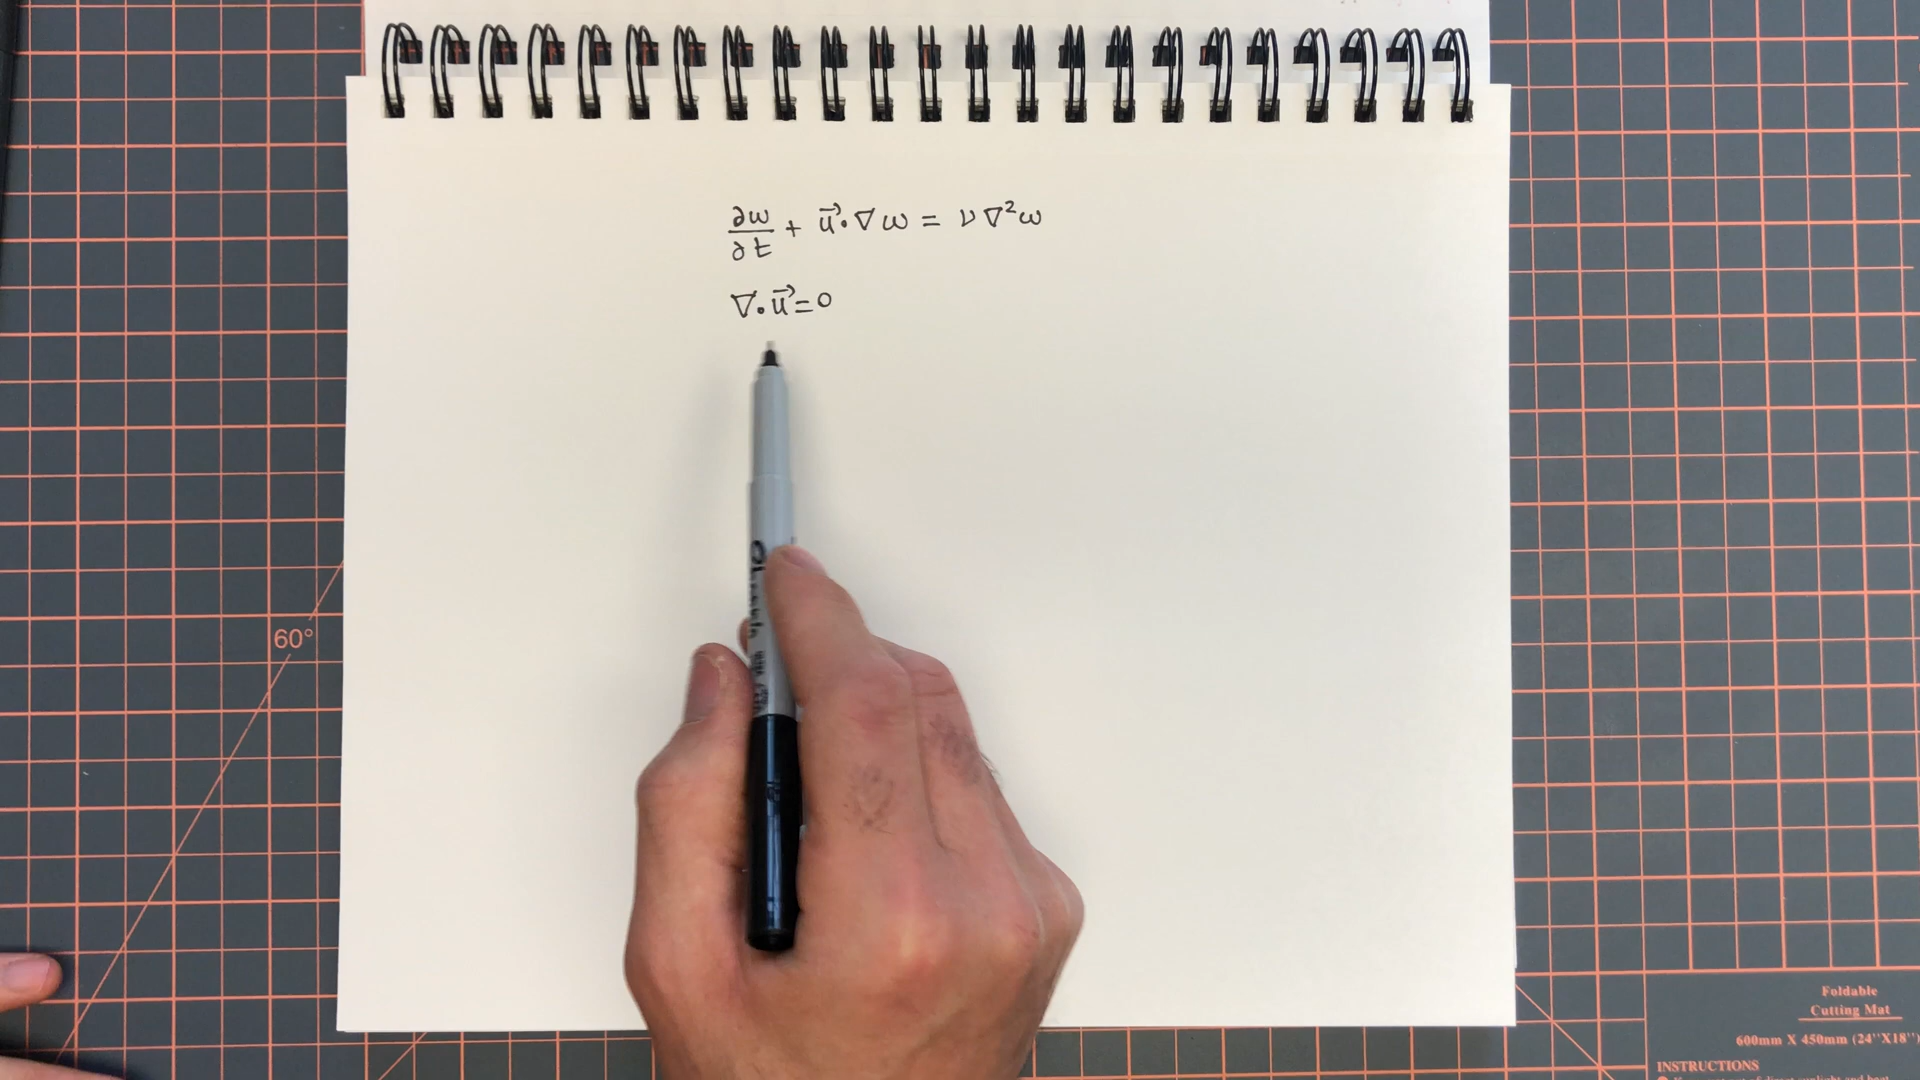 ∂ω/∂t + u⃗·∇ω = ν∇²ω
∇·u⃗=0
60°
Foldable
Cutting Mat
600mm X 450mm (24''X18'')
INSTRUCTIONS